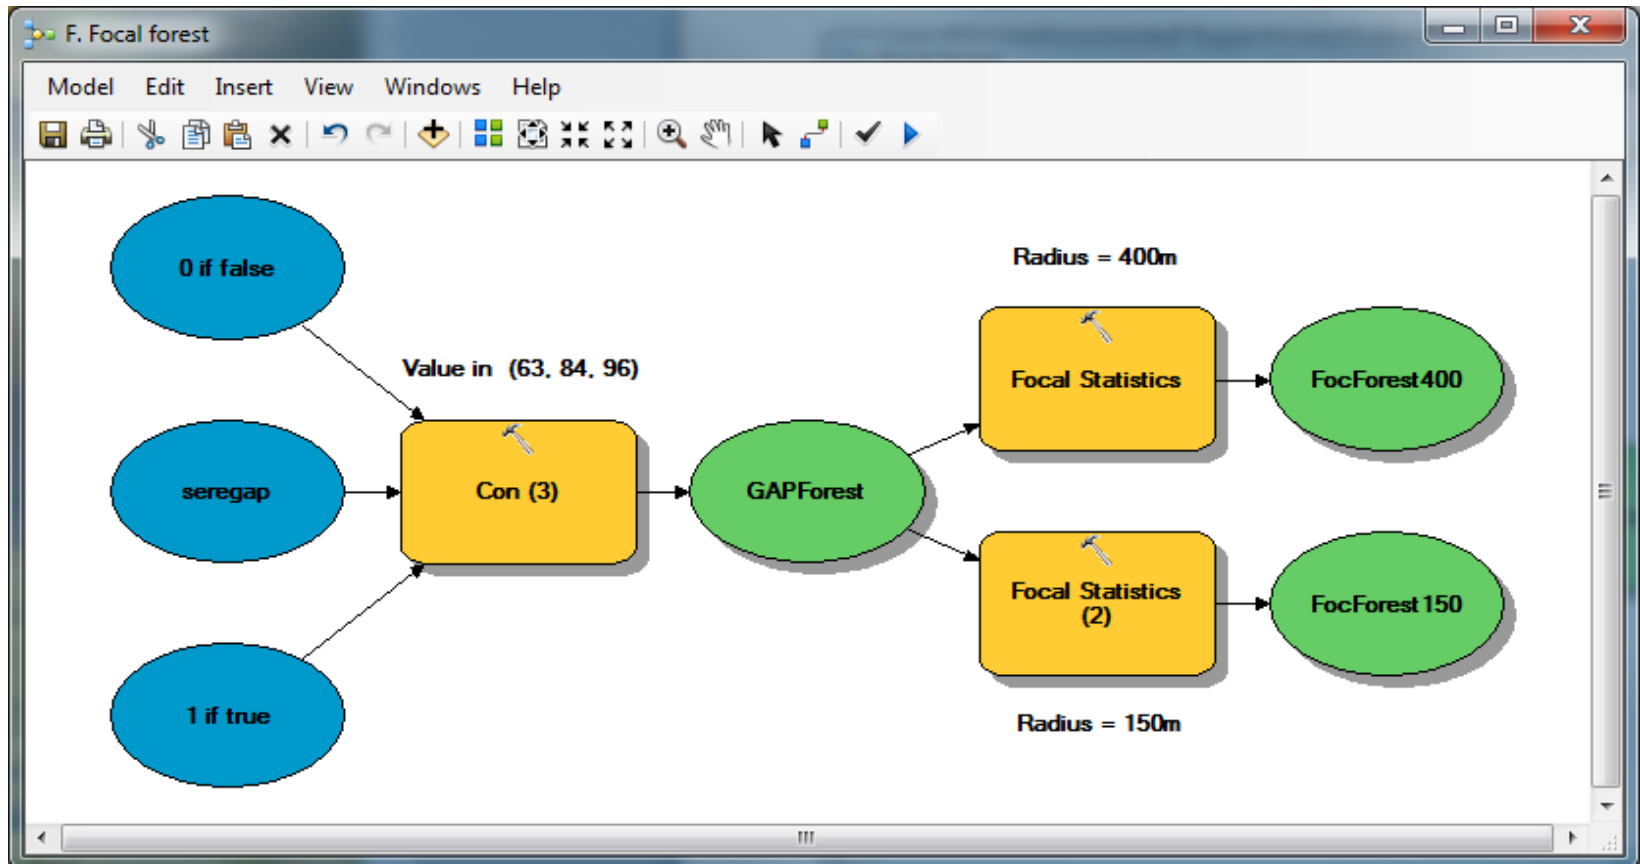 F. Focal forest
Model Edit Insert View Windows Help
0 if false
Value in (63, 84, 96)
seregap
Con (3)
GAPForest
1 if true
Radius = 400m
Focal Statistics
FocForest400
Focal Statistics
(2)
FocForest150
Radius = 150m